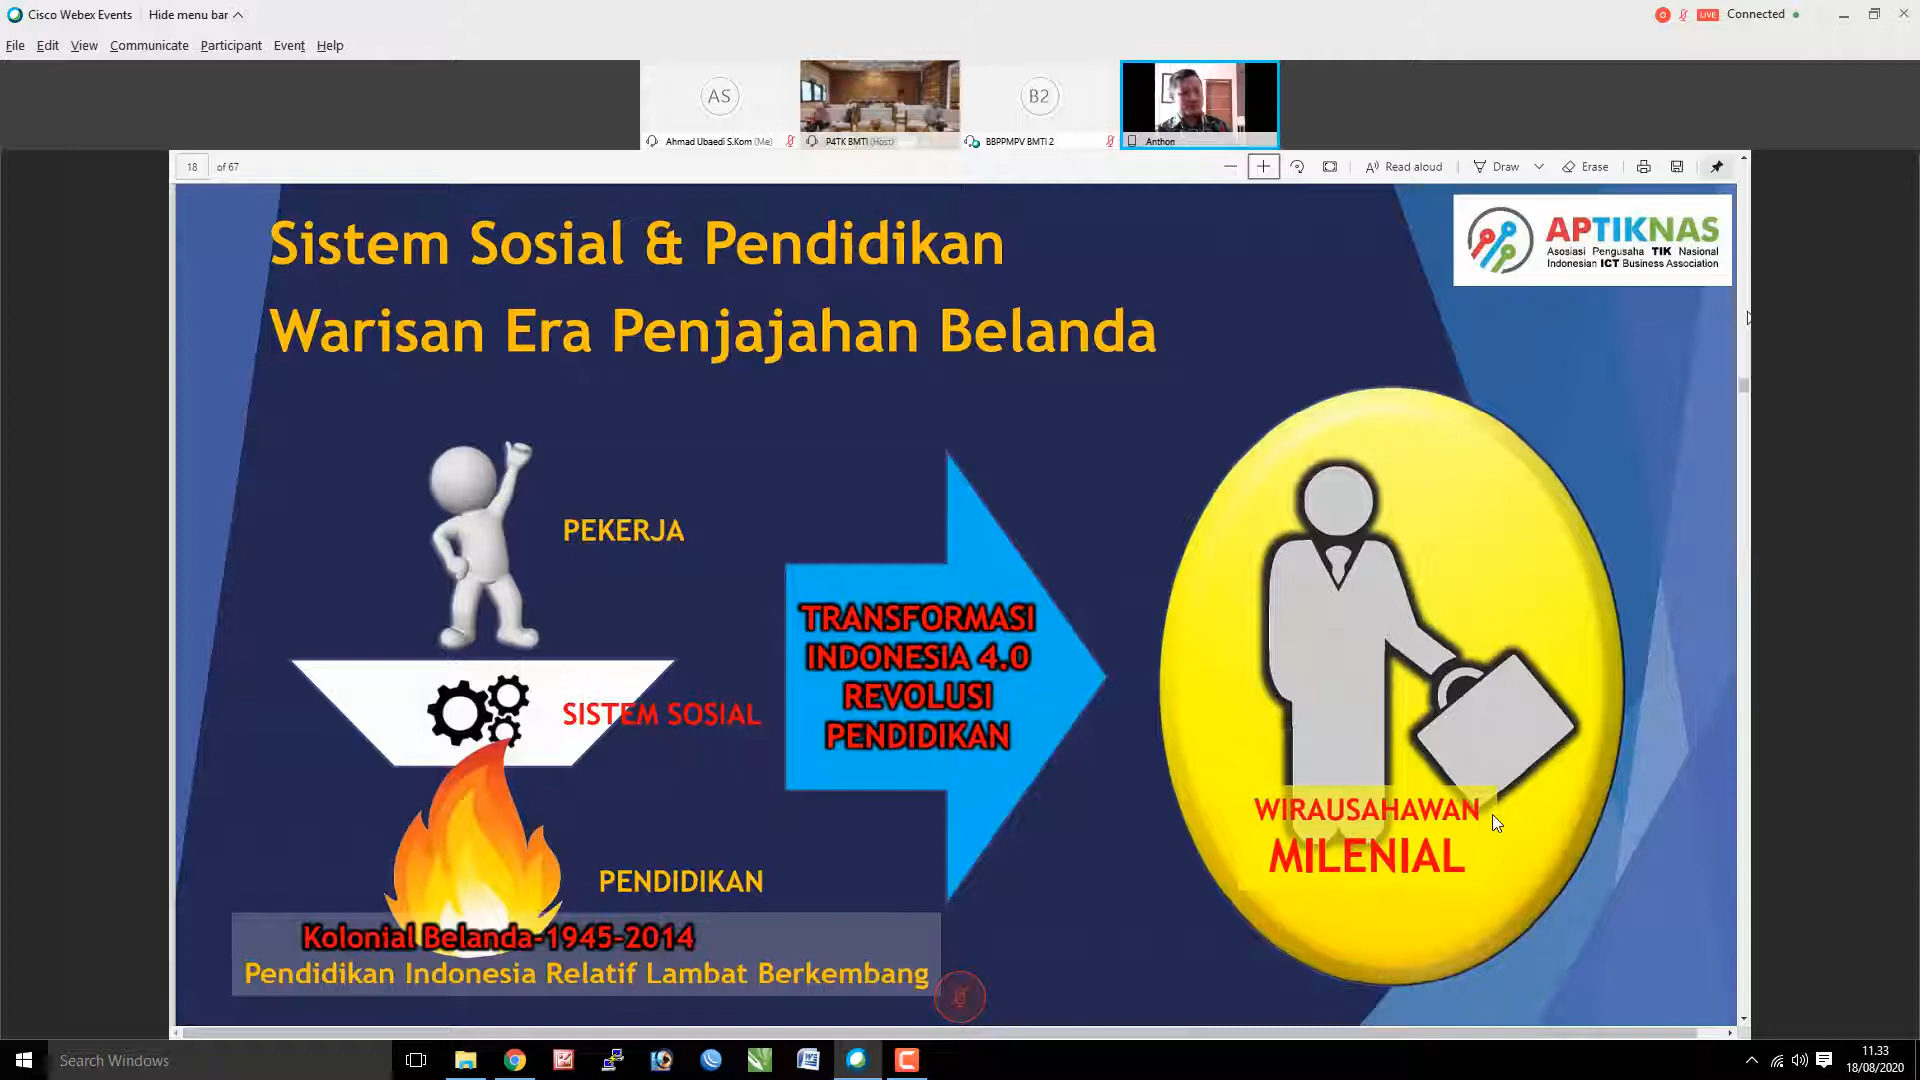 Cisco Webex Events
Hide menu bar
LIVE
Connected
File Edit View Communicate Participant Event Help
AS
B2
Ahmad Ubaedi S.Kom (Me)
P4TK BMTI (Host)
BBPPMPV BMTI 2
Anthon
18 of 67
Read aloud
Draw
Erase
Sistem Sosial & Pendidikan
Warisan Era Penjajahan Belanda
APTIKNAS
Asosiasi Pengusaha TIK Nasional
Indonesian ICT Business Association
PEKERJA
SISTEM SOSIAL
PENDIDIKAN
TRANSFORMASI
INDONESIA 4.0
REVOLUSI
PENDIDIKAN
WIRAUSAHAWAN
MILENIAL
Kolonial Belanda-1945-2014
Pendidikan Indonesia Relatif Lambat Berkembang
Search Windows
11.33
18/08/2020